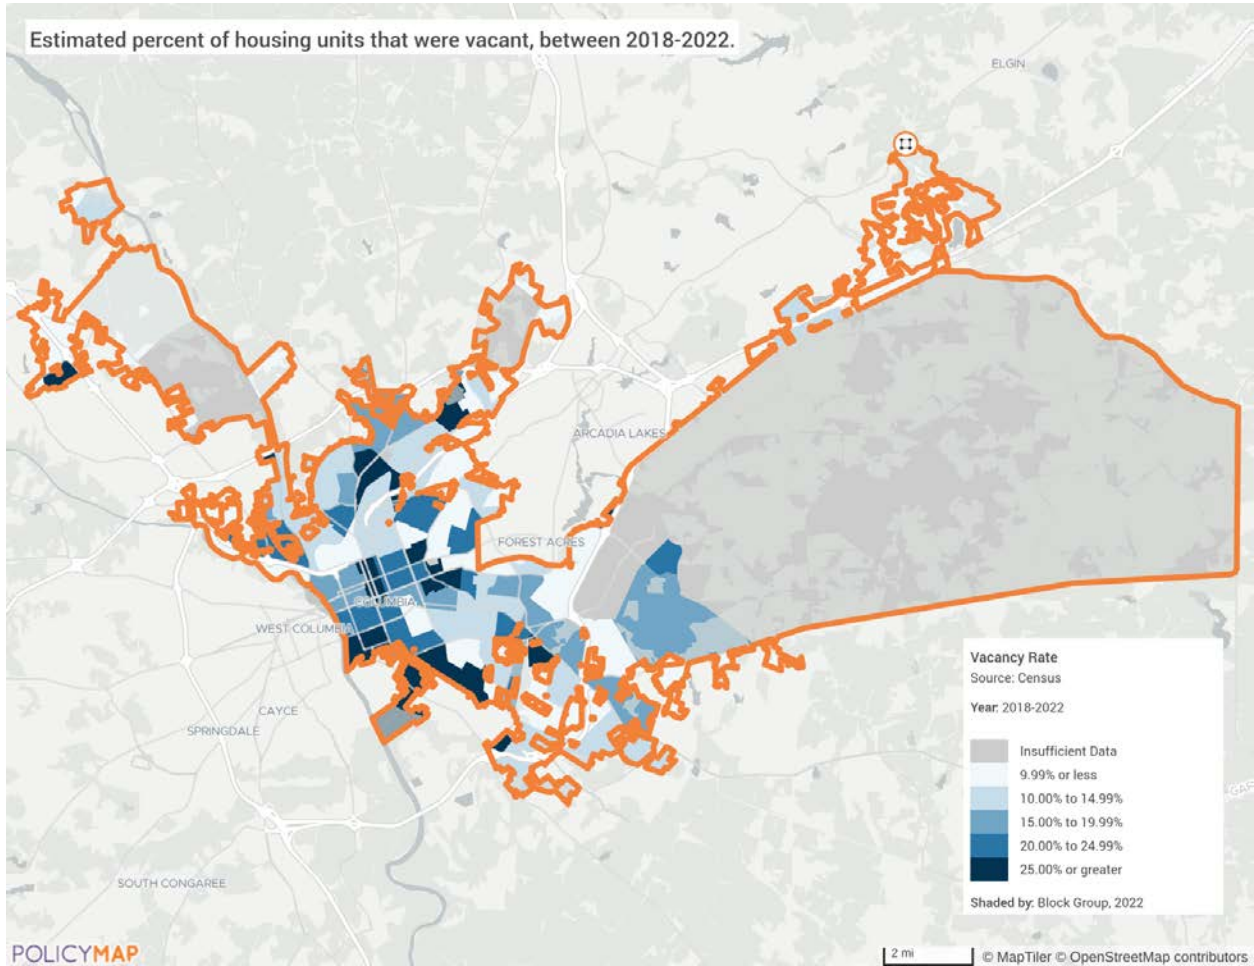 Estimated percent of housing units that were vacant, between 2018-2022.
ELGIN
ARCADIA LAKES
FOREST ACRES
COLUMBIA
WEST COLUMBIA
CAYCE
SPRINGDALE
SOUTH CONGAREE
GAR
Vacancy Rate
Source: Census
Year: 2018-2022
Insufficient Data
9.99% or less
10.00% to 14.99%
15.00% to 19.99%
20.00% to 24.99%
25.00% or greater
Shaded by: Block Group, 2022
POLICYMAP
2 mi
© MapTiler © OpenStreetMap contributors